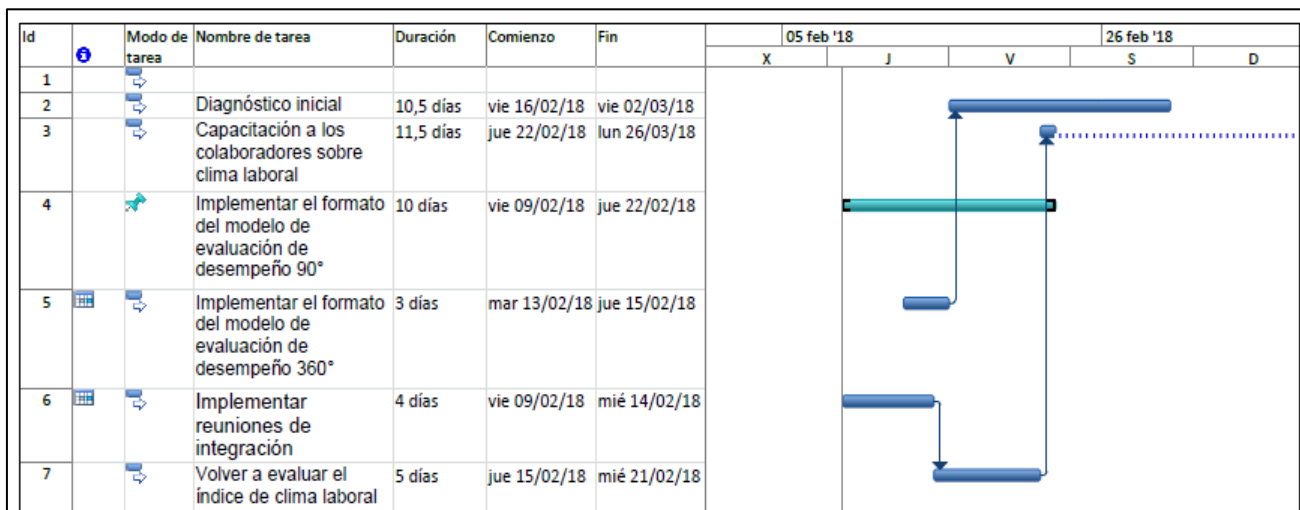 Id Modo de tarea Nombre de tarea Duración Comienzo Fin 05 feb '18 26 feb '18
X J V S D
1
2 Diagnóstico inicial 10,5 días vie 16/02/18 vie 02/03/18
3 Capacitación a los 11,5 días jue 22/02/18 lun 26/03/18
colaboradores sobre
clima laboral
4 Implementar el formato 10 días vie 09/02/18 jue 22/02/18
del modelo de
evaluación de
desempeño 90°
5 Implementar el formato 3 días mar 13/02/18 jue 15/02/18
del modelo de
evaluación de
desempeño 360°
6 Implementar 4 días vie 09/02/18 mié 14/02/18
reuniones de
integración
7 Volver a evaluar el 5 días jue 15/02/18 mié 21/02/18
índice de clima laboral